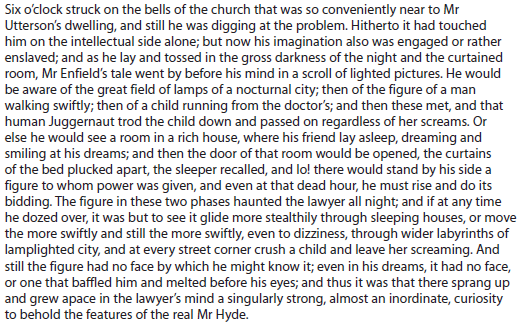 Six o'clock struck on the bells of the church that was so conveniently near to Mr
Utterson's dwelling, and still he was digging at the problem. Hitherto it had touched
him on the intellectual side alone; but now his imagination also was engaged or rather
enslaved; and as he lay and tossed in the gross darkness of the night and the curtained
room, Mr Enfield's tale went by before his mind in a scroll of lighted pictures. He would
be aware of the great field of lamps of a nocturnal city; then of the figure of a man
walking swiftly; then of a child running from the doctor's; and then these met, and that
human Juggernaut trod the child down and passed on regardless of her screams. Or
else he would see a room in a rich house, where his friend lay asleep, dreaming and
smiling at his dreams; and then the door of that room would be opened, the curtains
of the bed plucked apart, the sleeper recalled, and lo! there would stand by his side a
figure to whom power was given, and even at that dead hour, he must rise and do its
bidding. The figure in these two phases haunted the lawyer all night; and if at any time
he dozed over, it was but to see it glide more stealthily through sleeping houses, or move
the more swiftly and still the more swiftly, even to dizziness, through wider labyrinths of
lamplighted city, and at every street corner crush a child and leave her screaming. And
still the figure had no face by which he might know it; even in his dreams, it had no face,
or one that baffled him and melted before his eyes; and thus it was that there sprang up
and grew apace in the lawyer's mind a singularly strong, almost an inordinate, curiosity
to behold the features of the real Mr Hyde.